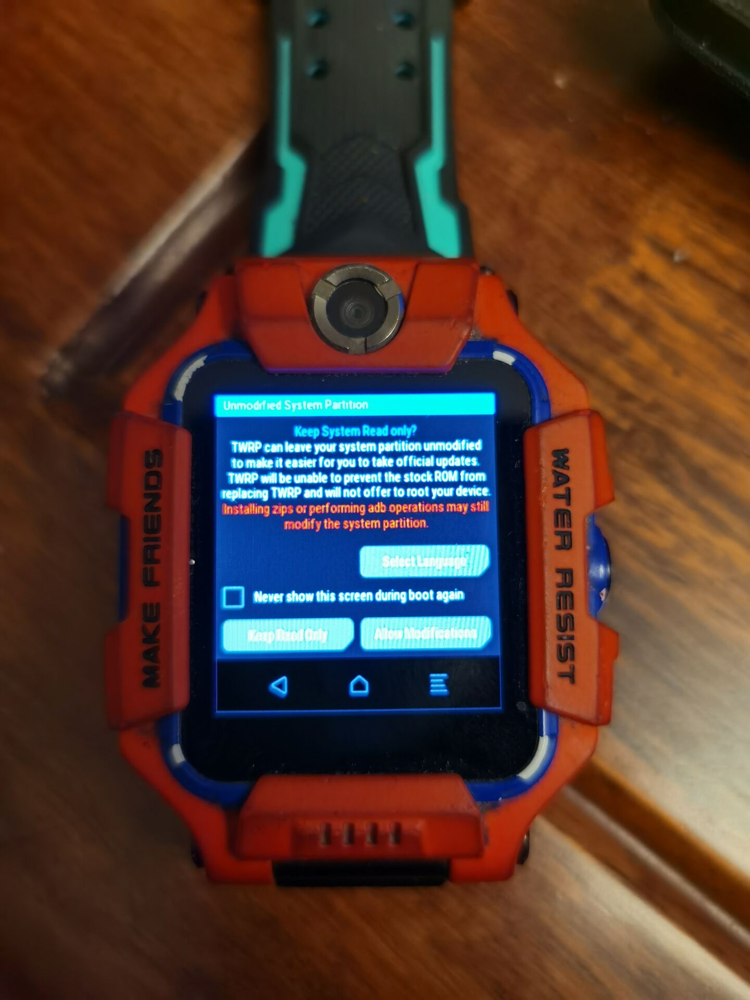 Unmodified System Partition
Keep System Read only?
TWRP can leave your system partition unmodified
to make it easier for you to take official updates.
TWRP will be unable to prevent the stock ROM from
replacing TWRP and will not offer to root your device.
Installing zips or performing adb operations may still
modify the system partition.
Select Language
Never show this screen during boot again
Keep Read Only
Allow Modifications
MAKE FRIENDS
WATER RESIST